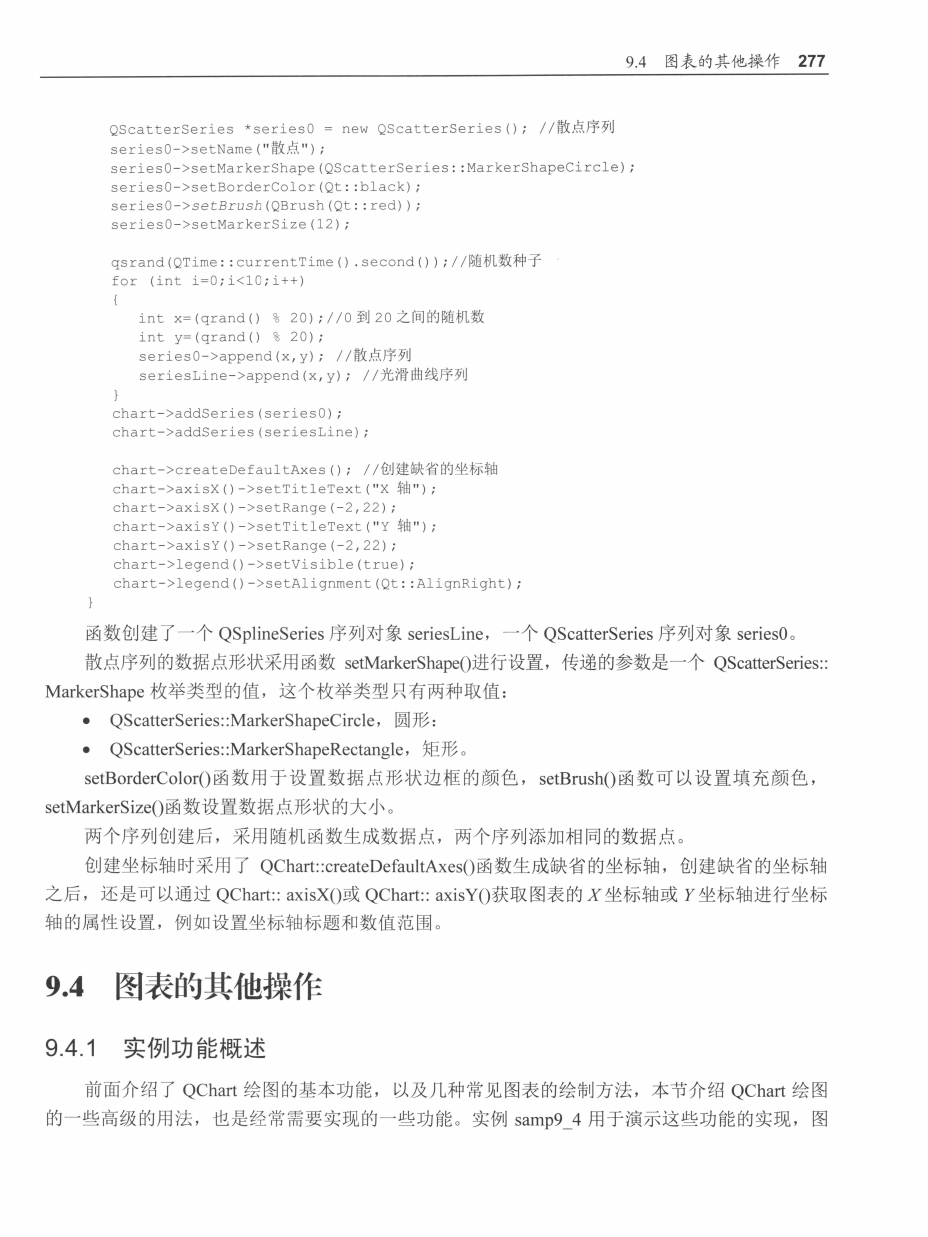 9.4 图表的其他操作 277
QScatterSeries *series0 = new QScatterSeries(); //散点序列
series0->setName("散点");
series0->setMarkerShape(QScatterSeries::MarkerShapeCircle);
series0->setBorderColor(Qt::black);
series0->setBrush(QBrush(Qt::red));
series0->setMarkerSize(12);
qsrand(QTime::currentTime().second());//随机数种子
for (int i=0;i<10;i++)
{
int x=(qrand() % 20);//0 到 20 之间的随机数
int y=(qrand() % 20);
series0->append(x,y); //散点序列
seriesLine->append(x,y); //光滑曲线序列
}
chart->addSeries(series0);
chart->addSeries(seriesLine);
chart->createDefaultAxes(); //创建缺省的坐标轴
chart->axisX()->setTitleText("X 轴");
chart->axisX()->setRange(-2,22);
chart->axisY()->setTitleText("Y 轴");
chart->axisY()->setRange(-2,22);
chart->legend()->setVisible(true);
chart->legend()->setAlignment(Qt::AlignRight);
}
函数创建了一个 QSplineSeries 序列对象 seriesLine，一个 QScatterSeries 序列对象 series0。
散点序列的数据点形状采用函数 setMarkerShape()进行设置，传递的参数是一个 QScatterSeries::
MarkerShape 枚举类型的值，这个枚举类型只有两种取值：
● QScatterSeries::MarkerShapeCircle，圆形；
● QScatterSeries::MarkerShapeRectangle，矩形。
setBorderColor()函数用于设置数据点形状边框的颜色，setBrush()函数可以设置填充颜色，
setMarkerSize()函数设置数据点形状的大小。
两个序列创建后，采用随机函数生成数据点，两个序列添加相同的数据点。
创建坐标轴时采用了 QChart::createDefaultAxes()函数生成缺省的坐标轴，创建缺省的坐标轴
之后，还是可以通过 QChart:: axisX()或 QChart:: axisY()获取图表的 X 坐标轴或 Y 坐标轴进行坐标
轴的属性设置，例如设置坐标轴标题和数值范围。
9.4 图表的其他操作
9.4.1 实例功能概述
前面介绍了 QChart 绘图的基本功能，以及几种常见图表的绘制方法，本节介绍 QChart 绘图
的一些高级的用法，也是经常需要实现的一些功能。实例 samp9_4 用于演示这些功能的实现，图